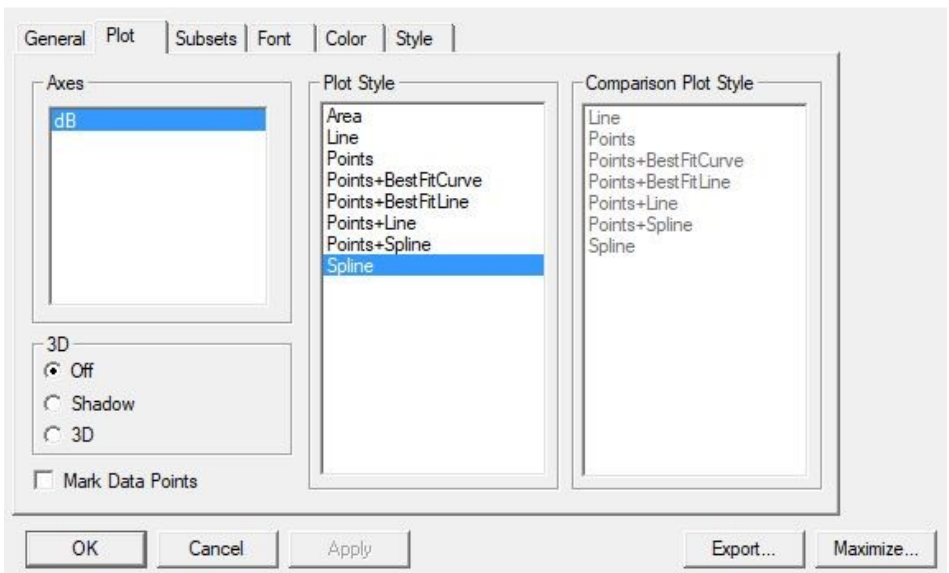 General Plot Subsets Font Color Style
Axes
dB
3D
Off
Shadow
3D
Mark Data Points
Plot Style
Area
Line
Points
Points+BestFitCurve
Points+BestFitLine
Points+Line
Points+Spline
Spline
Comparison Plot Style
Line
Points
Points+BestFitCurve
Points+BestFitLine
Points+Line
Points+Spline
Spline
OK Cancel Apply Export... Maximize...